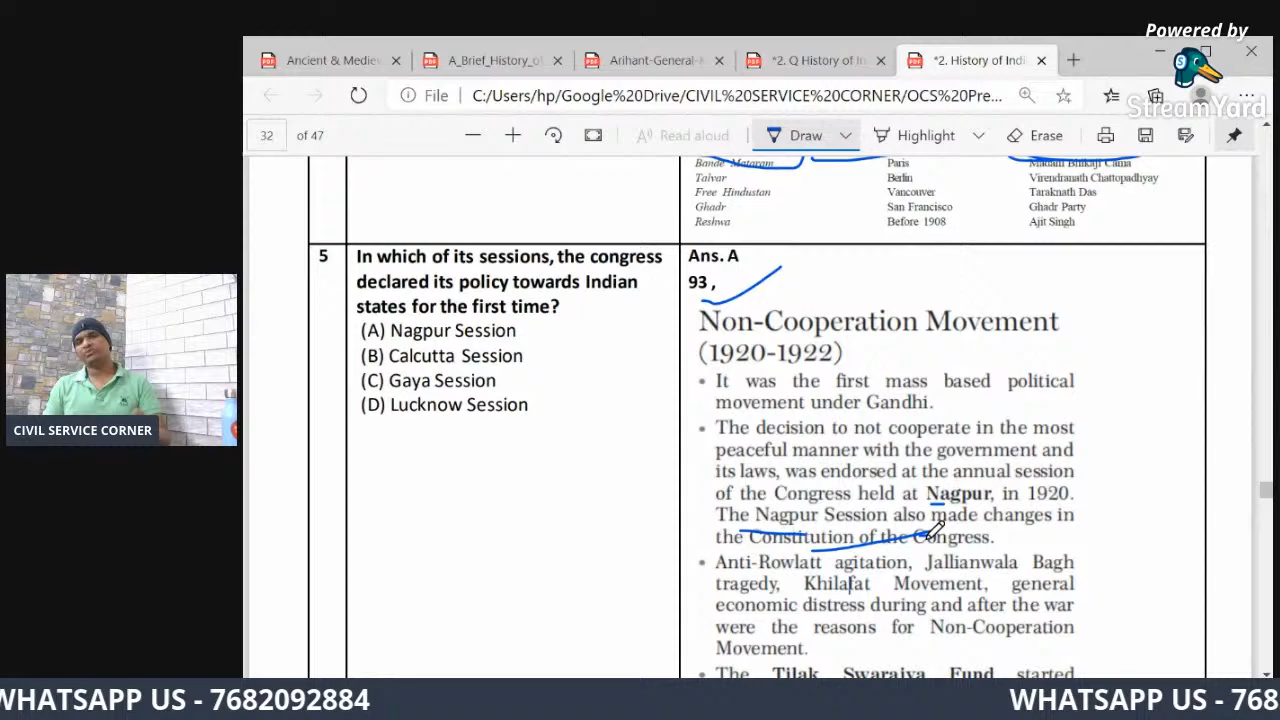 Powered by
StreamYard
Ancient & Mediev
A_Brief_History_of
Arihant-General-K
*2. Q History of In
*2. History of Indi
File C:/Users/hp/Google%20Drive/CIVIL%20SERVICE%20CORNER/OCS%20Pre...
32 of 47
Read aloud
Draw
Highlight
Erase
Bande Mataram Paris Madam Bhikaji Cama
Talvar Berlin Virendranath Chattopadhyay
Free Hindustan Vancouver Taraknath Das
Ghadr San Francisco Ghadr Party
Reshwa Before 1908 Ajit Singh
5
In which of its sessions, the congress
declared its policy towards Indian
states for the first time?
(A) Nagpur Session
(B) Calcutta Session
(C) Gaya Session
(D) Lucknow Session
Ans. A
93 ,
Non-Cooperation Movement
(1920-1922)
• It was the first mass based political
movement under Gandhi.
• The decision to not cooperate in the most
peaceful manner with the government and
its laws, was endorsed at the annual session
of the Congress held at Nagpur, in 1920.
The Nagpur Session also made changes in
the Constitution of the Congress.
• Anti-Rowlatt agitation, Jallianwala Bagh
tragedy, Khilafat Movement, general
economic distress during and after the war
were the reasons for Non-Cooperation
Movement.
• The Tilak Swarajya Fund started
CIVIL SERVICE CORNER
WHATSAPP US - 7682092884
WHATSAPP US - 768